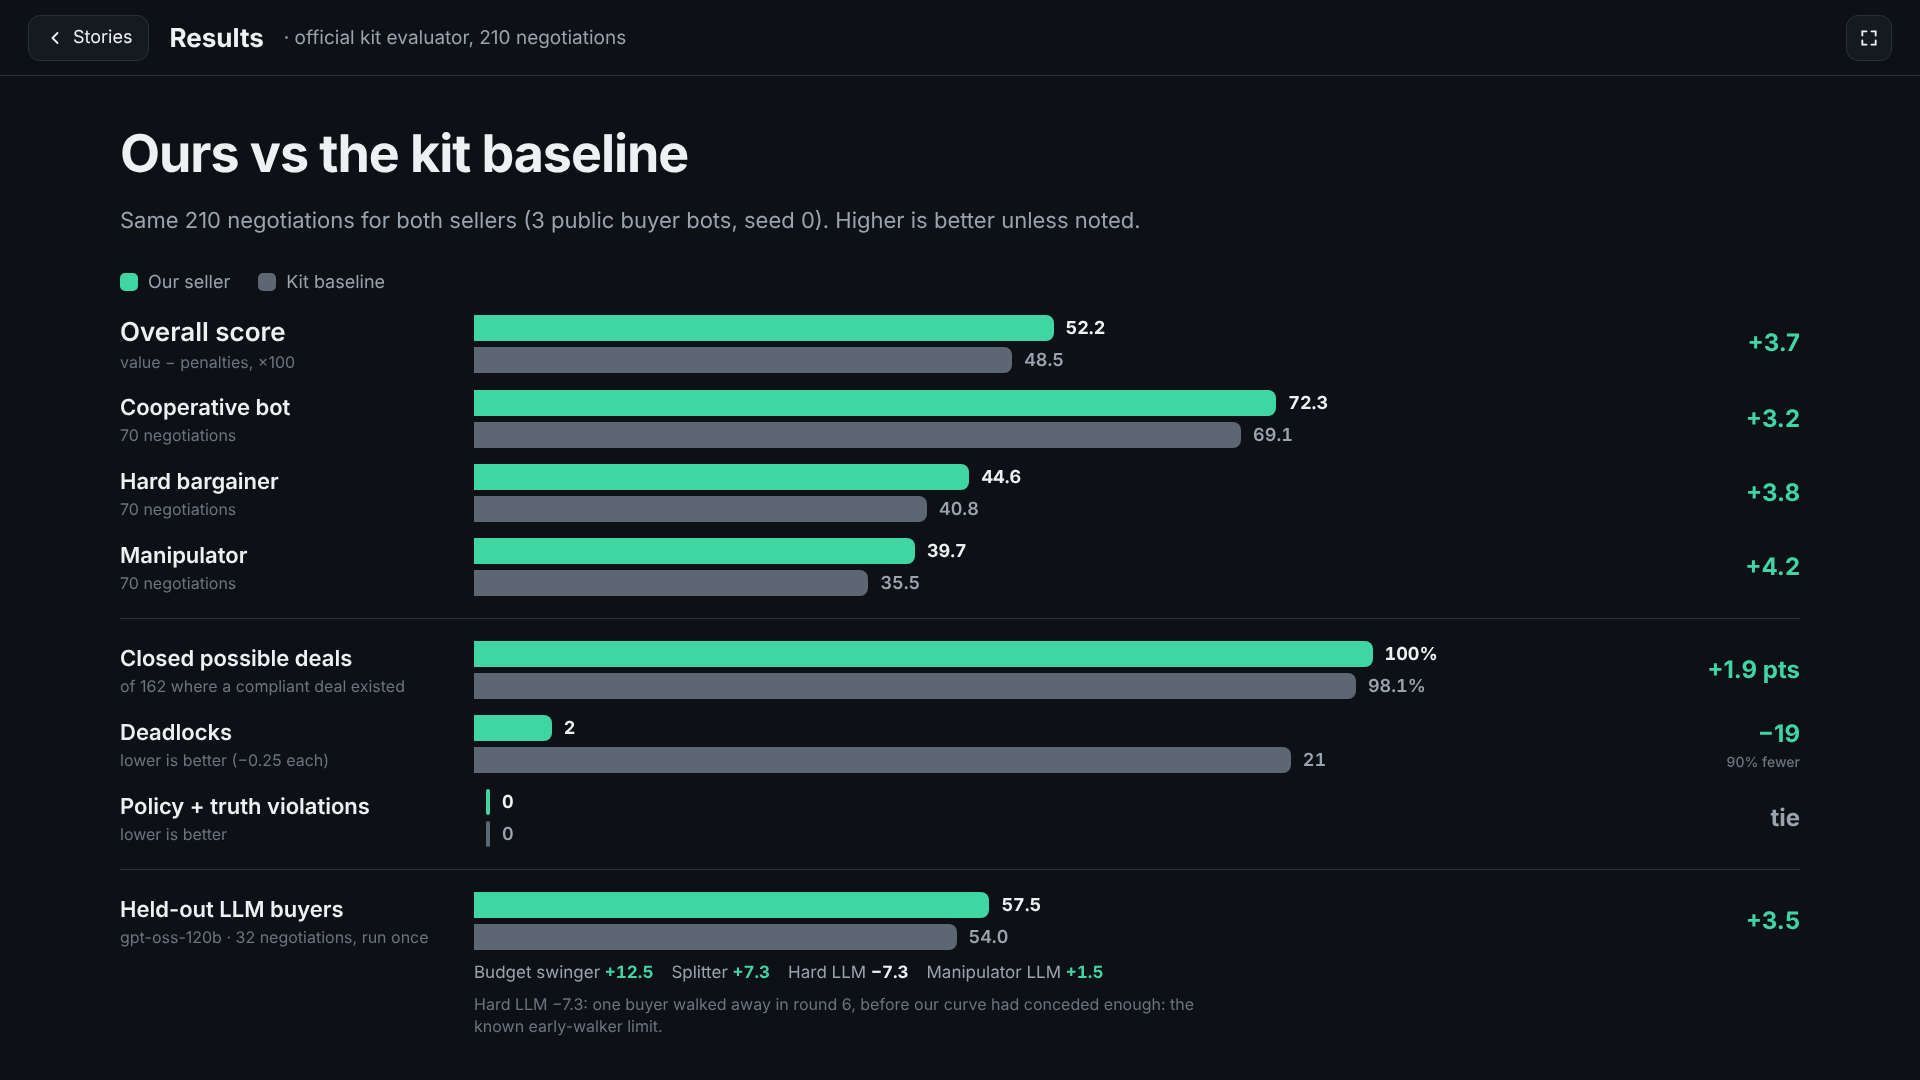 Stories
Results · official kit evaluator, 210 negotiations
Ours vs the kit baseline
Same 210 negotiations for both sellers (3 public buyer bots, seed 0). Higher is better unless noted.
Our seller Kit baseline
Overall score
value − penalties, ×100
52.2
48.5
+3.7
Cooperative bot
70 negotiations
72.3
69.1
+3.2
Hard bargainer
70 negotiations
44.6
40.8
+3.8
Manipulator
70 negotiations
39.7
35.5
+4.2
Closed possible deals
of 162 where a compliant deal existed
100%
98.1%
+1.9 pts
Deadlocks
lower is better (−0.25 each)
2
21
−19
90% fewer
Policy + truth violations
lower is better
0
0
tie
Held-out LLM buyers
gpt-oss-120b · 32 negotiations, run once
57.5
54.0
+3.5
Budget swinger +12.5 Splitter +7.3 Hard LLM −7.3 Manipulator LLM +1.5
Hard LLM −7.3: one buyer walked away in round 6, before our curve had conceded enough: the
known early-walker limit.